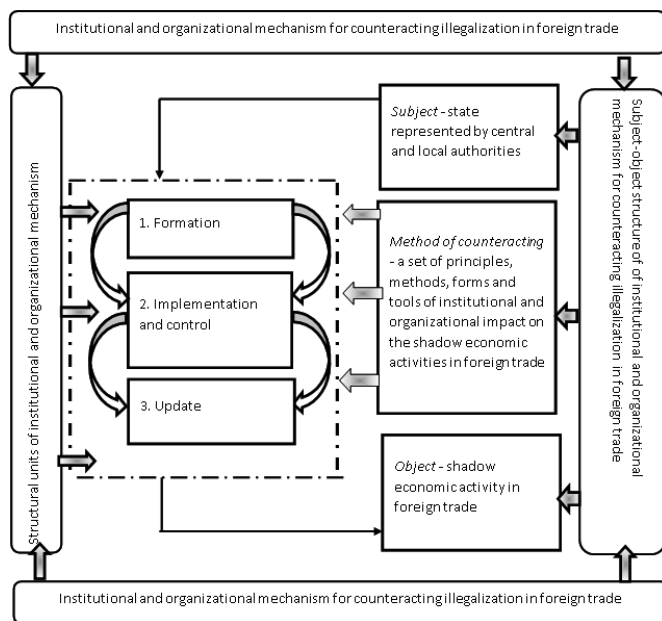 Institutional and organizational mechanism for counteracting illegalization in foreign trade
Structural units of institutional and organizational mechanism
1. Formation
2. Implementation
and control
3. Update
Subject - state
represented by central
and local authorities
Method of counteracting
- a set of principles,
methods, forms and
tools of institutional and
organizational impact on
the shadow economic
activities in foreign trade
Object - shadow
economic activity in
foreign trade
Subject-object structure of of institutional and organizational
mechanism for counteracting illegalization in foreign trade
Institutional and organizational mechanism for counteracting illegalization in foreign trade